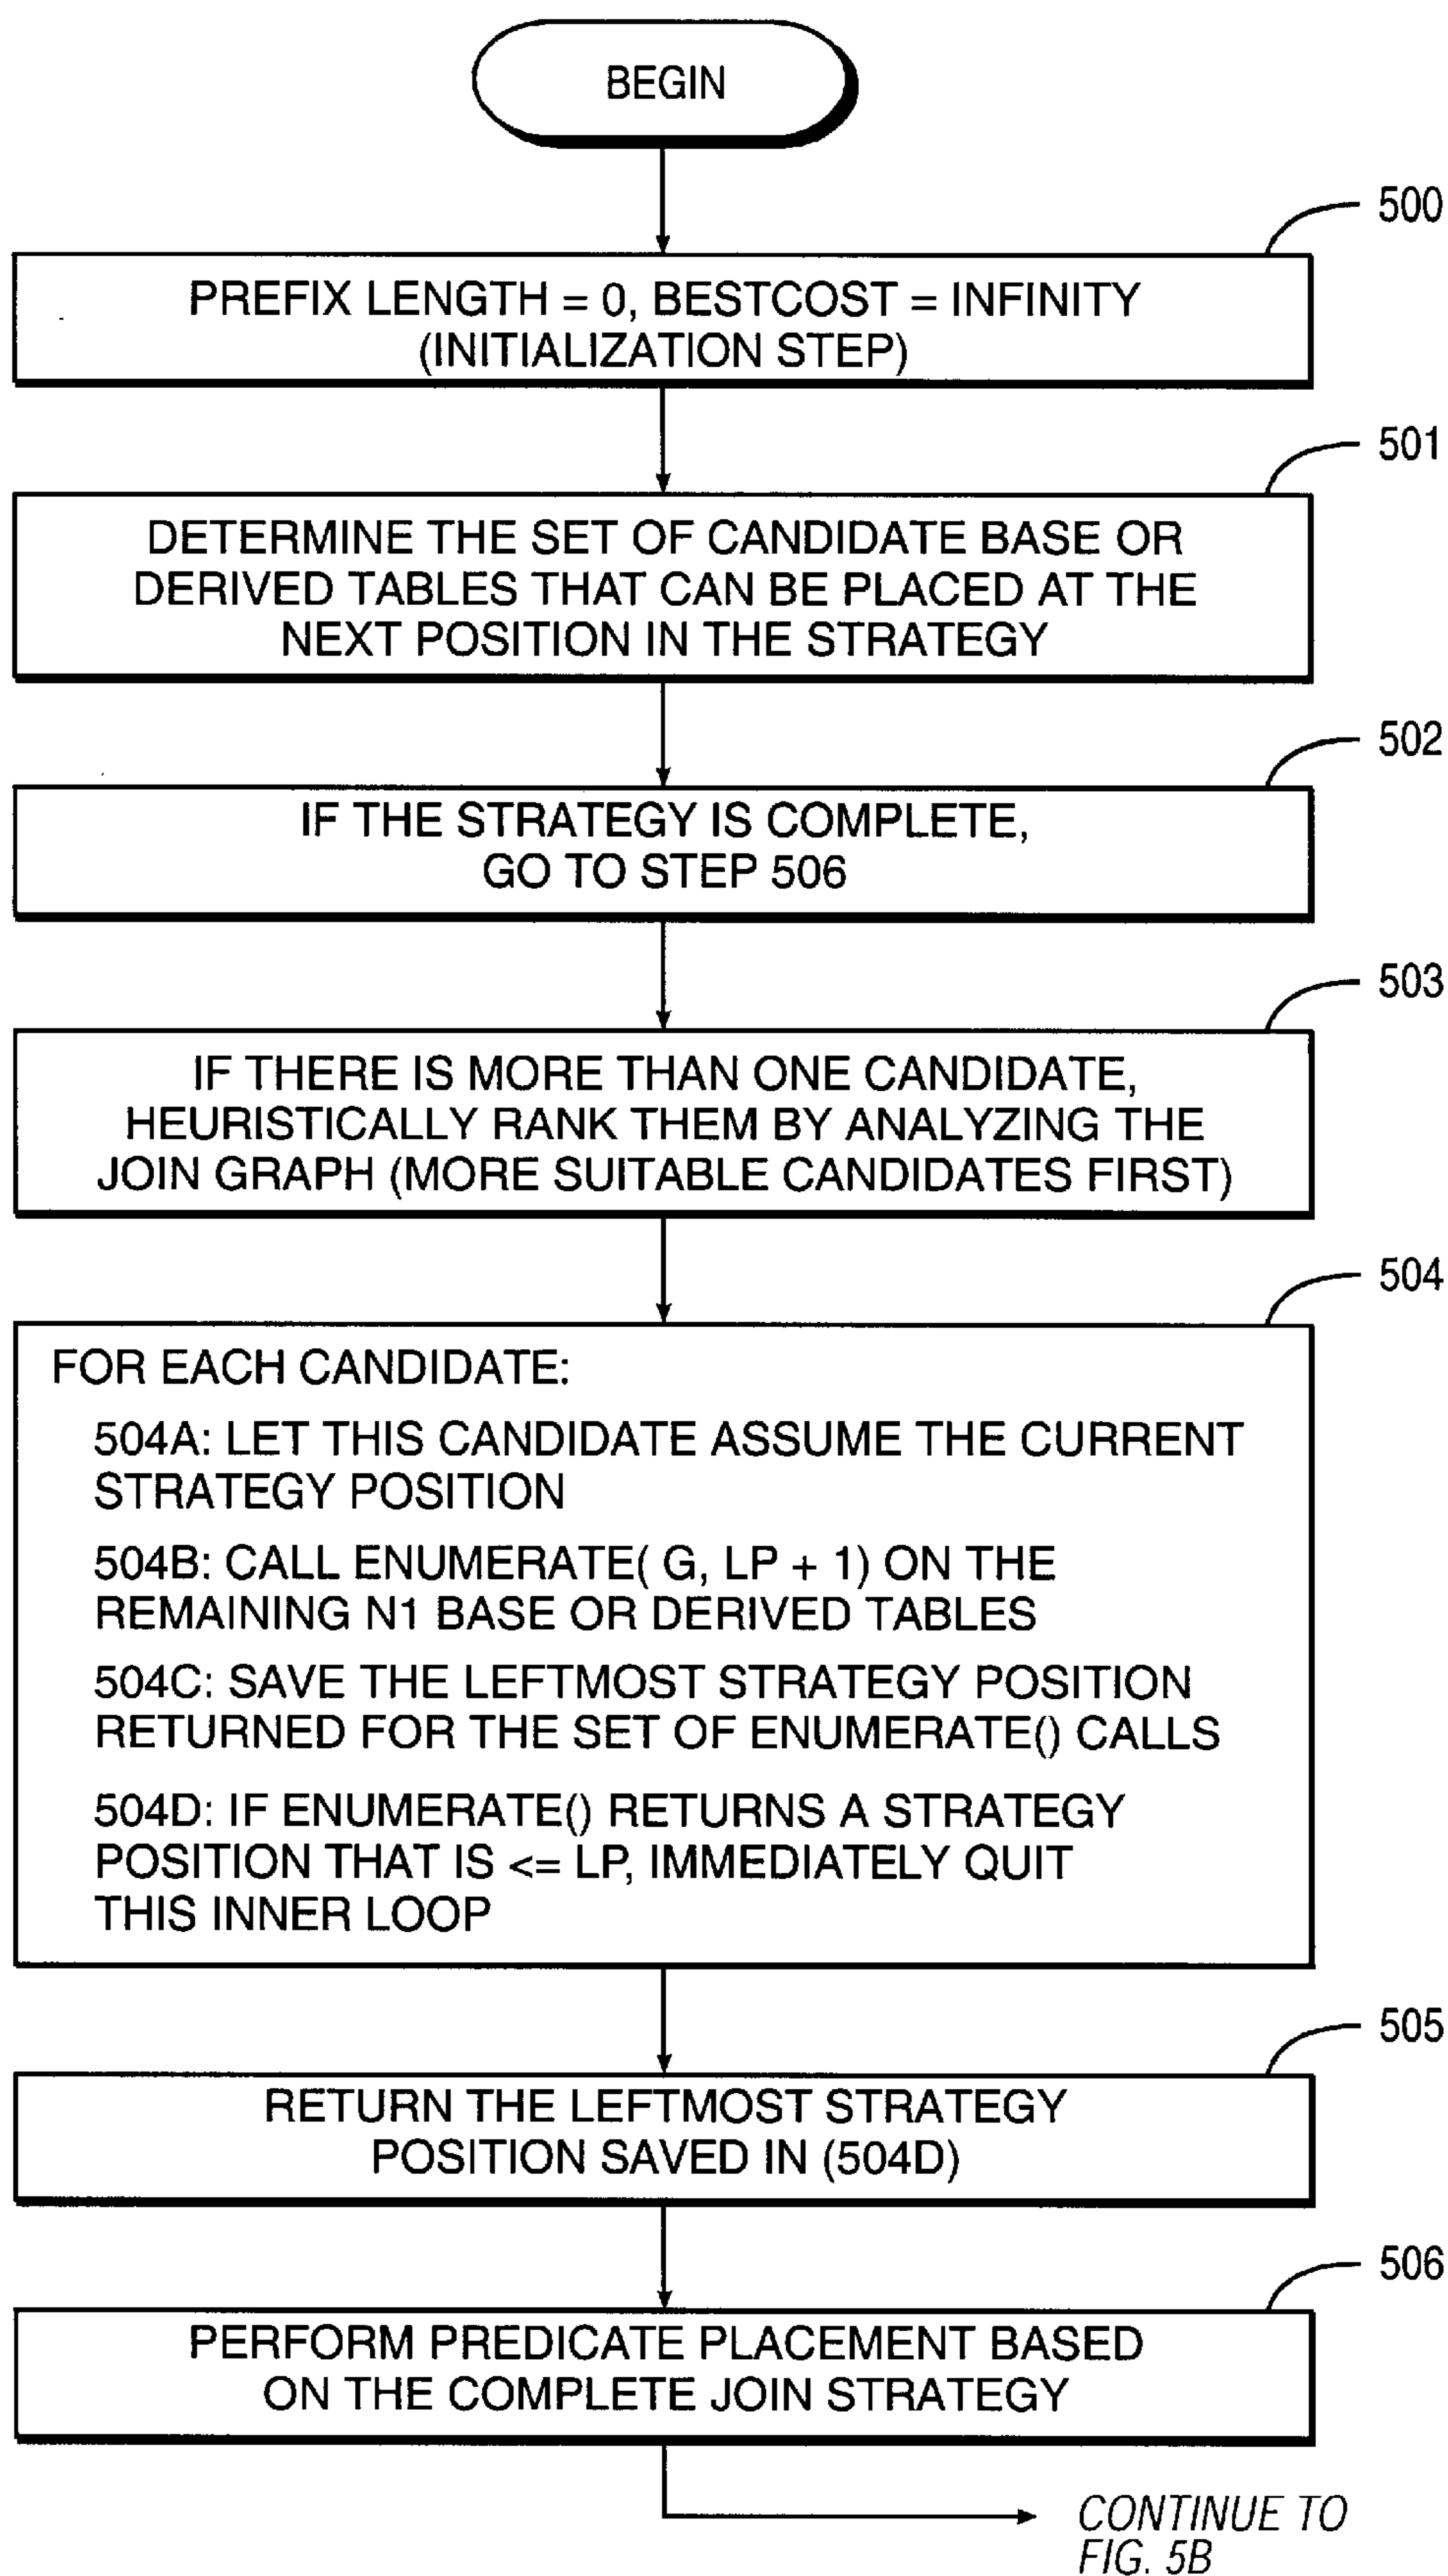 BEGIN
500
PREFIX LENGTH = 0, BESTCOST = INFINITY
(INITIALIZATION STEP)
501
DETERMINE THE SET OF CANDIDATE BASE OR
DERIVED TABLES THAT CAN BE PLACED AT THE
NEXT POSITION IN THE STRATEGY
502
IF THE STRATEGY IS COMPLETE,
GO TO STEP 506
503
IF THERE IS MORE THAN ONE CANDIDATE,
HEURISTICALLY RANK THEM BY ANALYZING THE
JOIN GRAPH (MORE SUITABLE CANDIDATES FIRST)
504
FOR EACH CANDIDATE:
504A: LET THIS CANDIDATE ASSUME THE CURRENT
STRATEGY POSITION
504B: CALL ENUMERATE( G, LP + 1) ON THE
REMAINING N1 BASE OR DERIVED TABLES
504C: SAVE THE LEFTMOST STRATEGY POSITION
RETURNED FOR THE SET OF ENUMERATE() CALLS
504D: IF ENUMERATE() RETURNS A STRATEGY
POSITION THAT IS <= LP, IMMEDIATELY QUIT
THIS INNER LOOP
505
RETURN THE LEFTMOST STRATEGY
POSITION SAVED IN (504D)
506
PERFORM PREDICATE PLACEMENT BASED
ON THE COMPLETE JOIN STRATEGY
CONTINUE TO
FIG. 5B